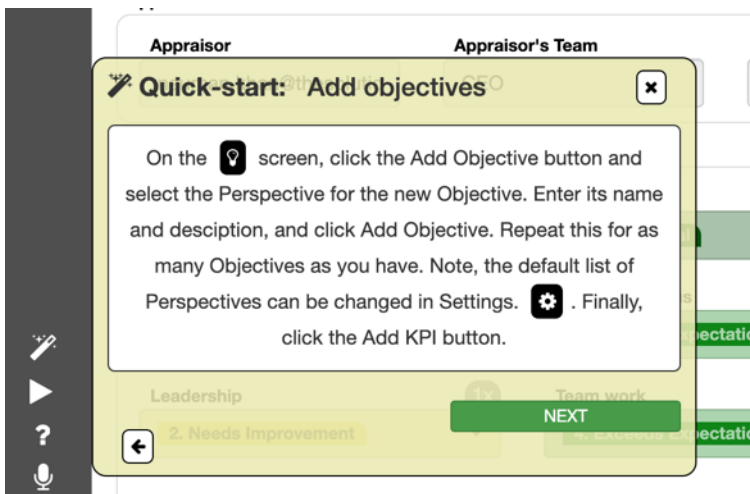 Appraisor Appraisor's Team
Quick-start: Add objectives
CEO
On the screen, click the Add Objective button and
select the Perspective for the new Objective. Enter its name
and desciption, and click Add Objective. Repeat this for as
many Objectives as you have. Note, the default list of
Perspectives can be changed in Settings. . Finally,
click the Add KPI button.
Leadership 1x Team work
NEXT
2. Needs Improvement 4. Exceeds Expectatio
?